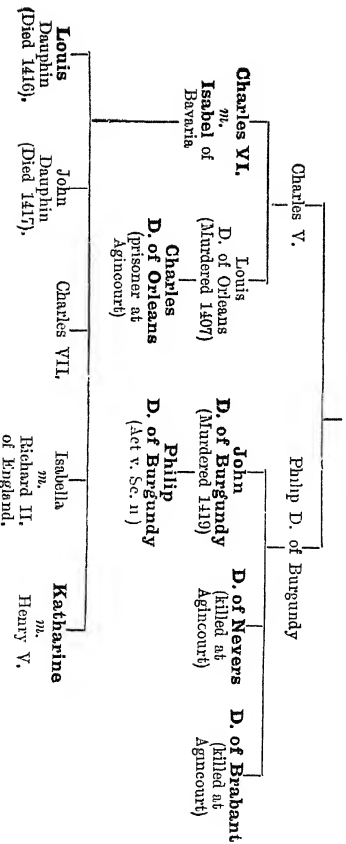 Charles V.
Philip D. of Burgundy
Charles VI.
m.
Isabel of
Bavaria
Louis
D. of Orleans
(Murdered 1407)
John
D. of Burgundy
(Murdered 1419)
D. of Nevers
(killed at
Agincourt)
D. of Brabant
(killed at
Agincourt)
Charles
D. of Orleans
(prisoner at
Agincourt)
Philip
D. of Burgundy
(Act v. Sc. II)
Louis
Dauphin
(Died 1416).
John
Dauphin
(Died 1417).
Charles VII.
Isabella
m.
Richard II.
of England.
Katharine
m.
Henry V.